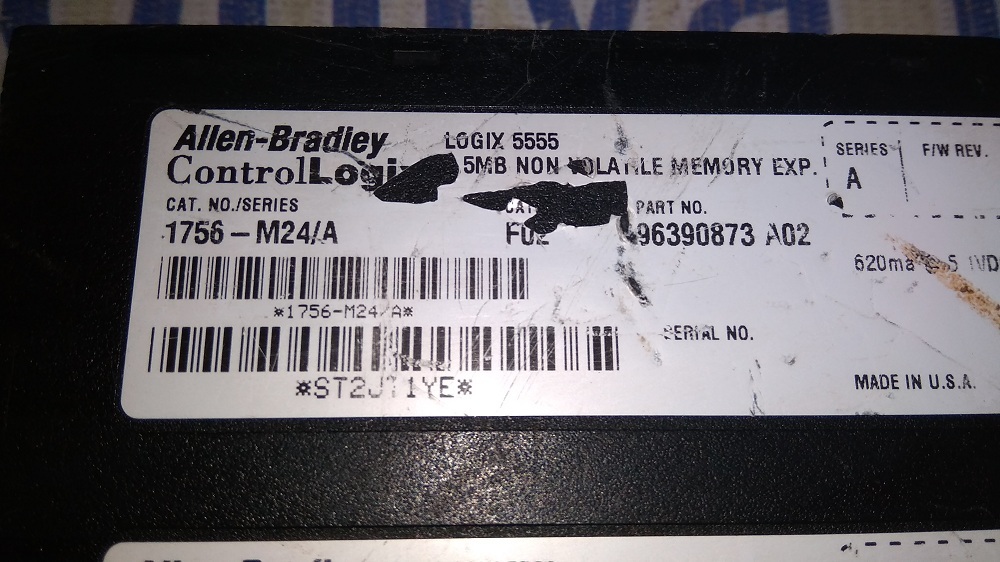 Allen-Bradley
LOGIX 5555
5MB NON VOLATILE MEMORY EXP.
SERIES
F/W REV.
A
CAT. NO./SERIES
PART NO.
1756-M24/A
96390873 A02
620ma @ 5
*1756-M24/A*
SERIAL NO.
MADE IN U.S.A.